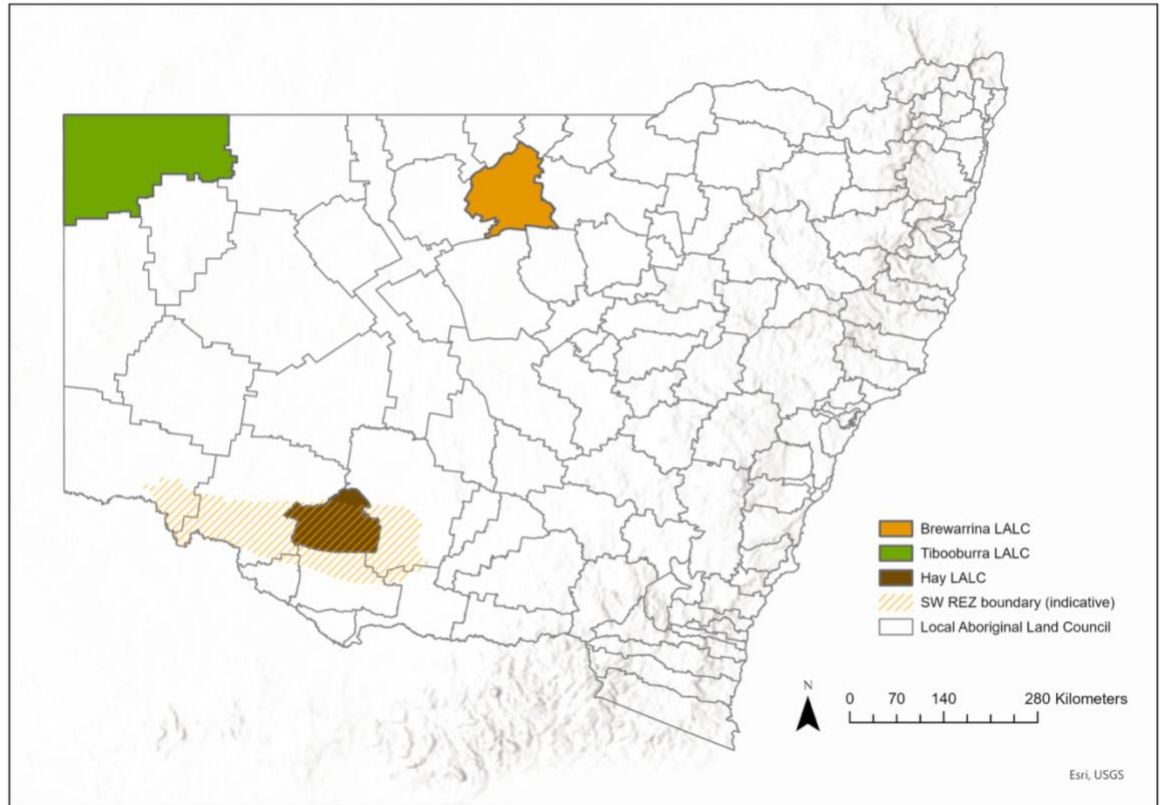 Brewarrina LALC
Tibooburra LALC
Hay LALC
SW REZ boundary (indicative)
Local Aboriginal Land Council
N
0 70 140 280 Kilometers
Esri, USGS